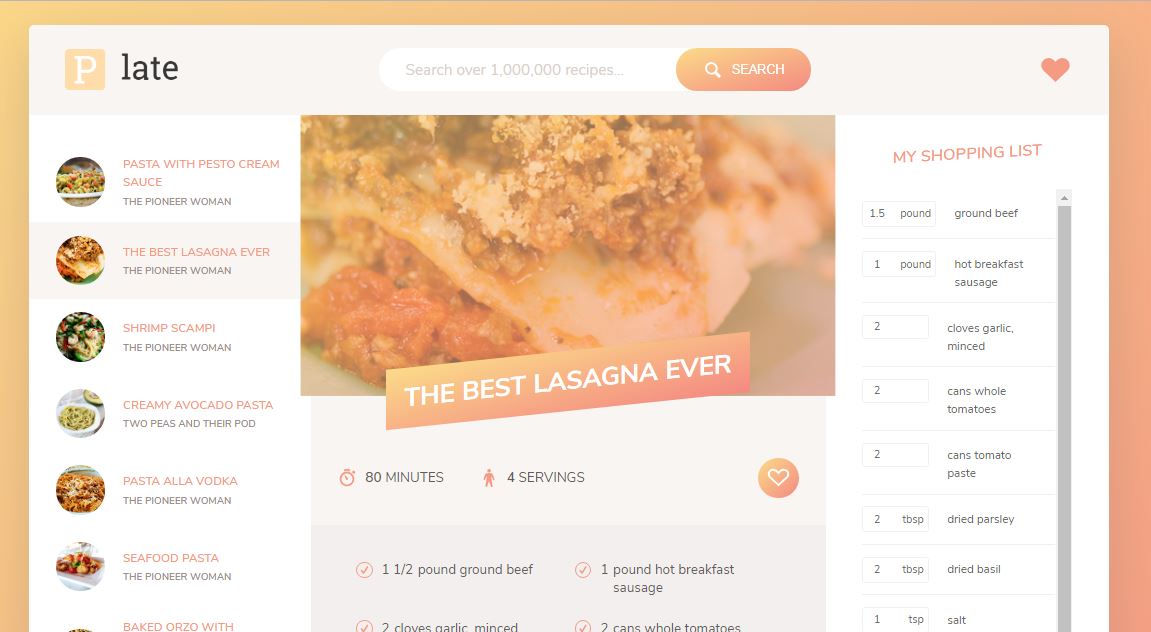 P late
Search over 1,000,000 recipes...
SEARCH
PASTA WITH PESTO CREAM
SAUCE
THE PIONEER WOMAN
THE BEST LASAGNA EVER
THE PIONEER WOMAN
SHRIMP SCAMPI
THE PIONEER WOMAN
CREAMY AVOCADO PASTA
TWO PEAS AND THEIR POD
PASTA ALLA VODKA
THE PIONEER WOMAN
SEAFOOD PASTA
THE PIONEER WOMAN
BAKED ORZO WITH
THE BEST LASAGNA EVER
80 MINUTES
4 SERVINGS
1 1/2 pound ground beef
1 pound hot breakfast
sausage
2 cloves garlic, minced
2 cans whole tomatoes
MY SHOPPING LIST
1.5 pound ground beef
1 pound hot breakfast
sausage
2 cloves garlic,
minced
2 cans whole
tomatoes
2 cans tomato
paste
2 tbsp dried parsley
2 tbsp dried basil
1 tsp salt